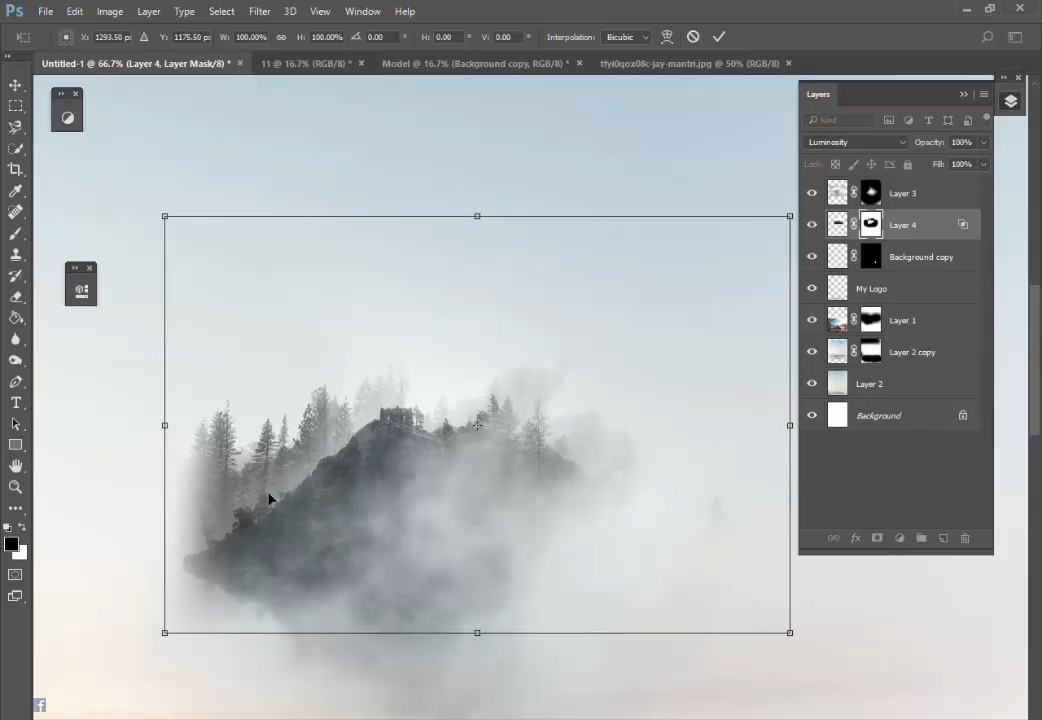 Ps File Edit Image Layer Type Select Filter 3D View Window Help
X: 1293.50 px Y: 1175.50 px W: 100.00% H: 100.00% 0.00 ° H: 0.00 ° V: 0.00 ° Interpolation: Bicubic
Untitled-1 @ 66.7% (Layer 4, Layer Mask/8) * × 11 @ 16.7% (RGB/8) * × Model @ 16.7% (Background copy, RGB/8) * × tfyi0qox08c-jay-mantri.jpg @ 50% (RGB/8) ×
Layers
Kind
Luminosity Opacity: 100%
Lock: Fill: 100%
Layer 3
Layer 4
Background copy
My Logo
Layer 1
Layer 2 copy
Layer 2
Background
fx
T
f